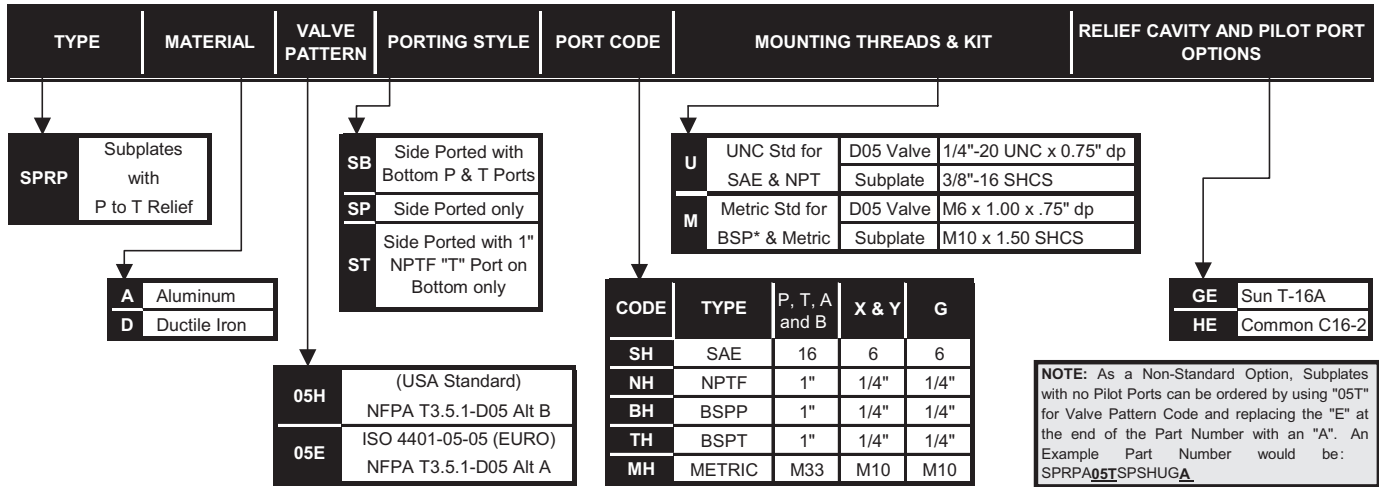 TYPE
MATERIAL
VALVE
PATTERN
PORTING STYLE
PORT CODE
MOUNTING THREADS & KIT
RELIEF CAVITY AND PILOT PORT
OPTIONS
SPRP
Subplates
with
P to T Relief
A Aluminum
D Ductile Iron
05H
(USA Standard)
NFPA T3.5.1-D05 Alt B
05E
ISO 4401-05-05 (EURO)
NFPA T3.5.1-D05 Alt A
SB
Side Ported with
Bottom P & T Ports
SP Side Ported only
ST
Side Ported with 1"
NPTF "T" Port on
Bottom only
CODE TYPE P, T, A and B X & Y G
SH SAE 16 6 6
NH NPTF 1" 1/4" 1/4"
BH BSPP 1" 1/4" 1/4"
TH BSPT 1" 1/4" 1/4"
MH METRIC M33 M10 M10
U
UNC Std for D05 Valve 1/4"-20 UNC x 0.75" dp
SAE & NPT Subplate 3/8"-16 SHCS
M
Metric Std for D05 Valve M6 x 1.00 x .75" dp
BSP* & Metric Subplate M10 x 1.50 SHCS
GE Sun T-16A
HE Common C16-2
NOTE: As a Non-Standard Option, Subplates
with no Pilot Ports can be ordered by using "05T"
for Valve Pattern Code and replacing the "E" at
the end of the Part Number with an "A". An
Example Part Number would be:
SPRPA05TSPSHUGA